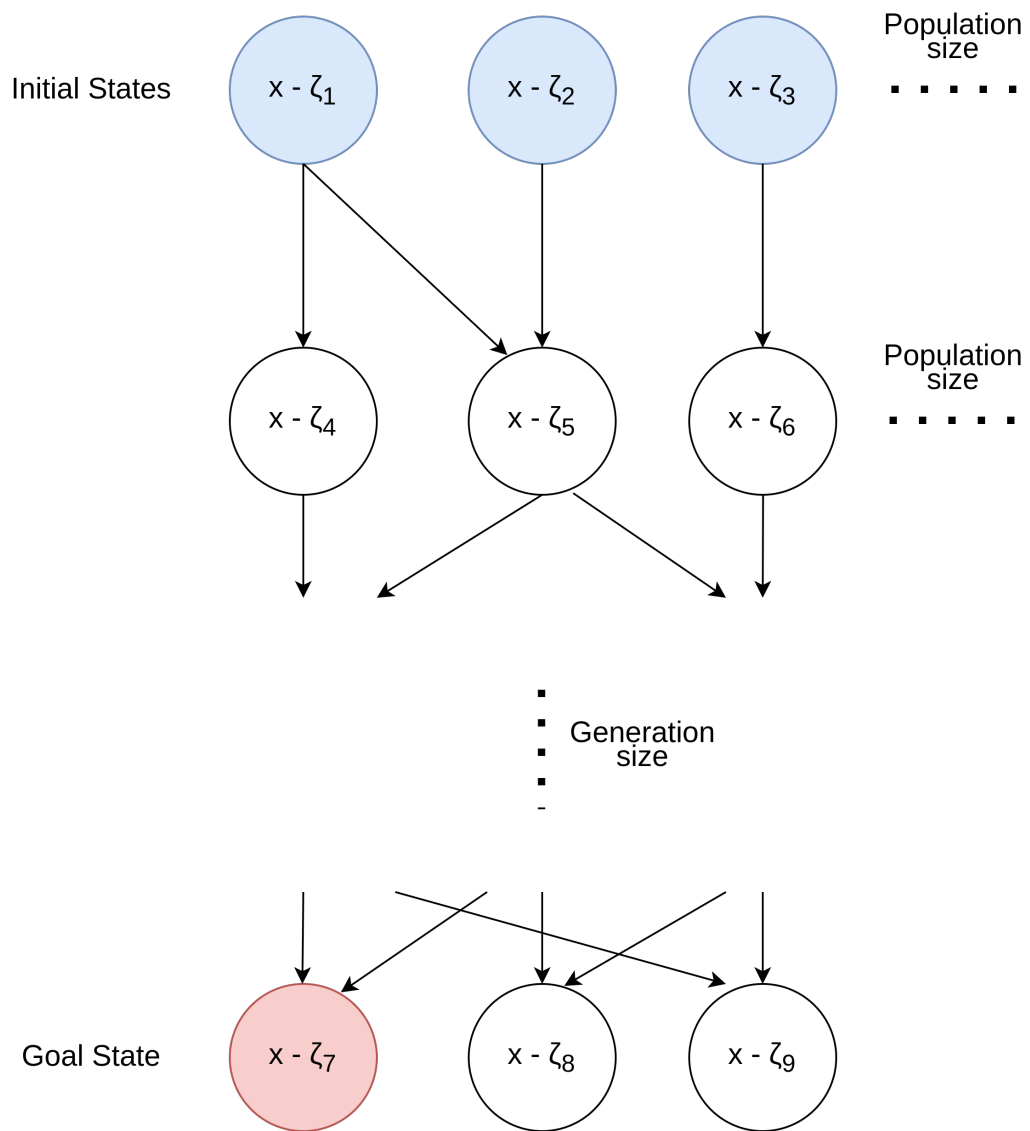 Population
size
Initial States
x - ζ1
x - ζ2
x - ζ3
Population
size
x - ζ4
x - ζ5
x - ζ6
Generation
size
Goal State
x - ζ7
x - ζ8
x - ζ9